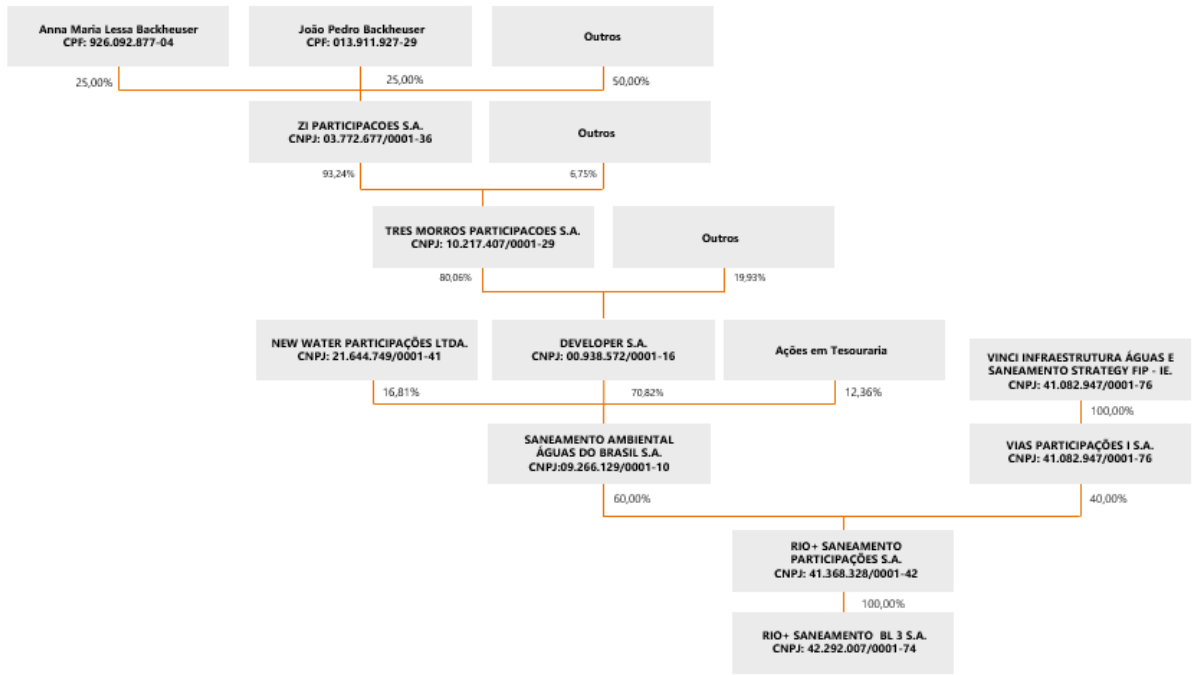 Anna Maria Lessa Backheuser
CPF: 926.092.877-04
João Pedro Backheuser
CPF: 013.911.927-29
Outros
25,00%
25,00%
50,00%
ZI PARTICIPACOES S.A.
CNPJ: 03.772.677/0001-36
Outros
93,24%
6,75%
TRES MORROS PARTICIPACOES S.A.
CNPJ: 10.217.407/0001-29
Outros
80,06%
19,93%
NEW WATER PARTICIPAÇÕES LTDA.
CNPJ: 21.644.749/0001-41
DEVELOPER S.A.
CNPJ: 00.938.572/0001-16
Ações em Tesouraria
VINCI INFRAESTRUTURA ÁGUAS E
SANEAMENTO STRATEGY FIP - IE.
CNPJ: 41.082.947/0001-76
16,81%
70,82%
12,36%
100,00%
SANEAMENTO AMBIENTAL
ÁGUAS DO BRASIL S.A.
CNPJ:09.266.129/0001-10
VIAS PARTICIPAÇÕES I S.A.
CNPJ: 41.082.947/0001-76
60,00%
40,00%
RIO+ SANEAMENTO
PARTICIPAÇÕES S.A.
CNPJ: 41.368.328/0001-42
100,00%
RIO+ SANEAMENTO BL 3 S.A.
CNPJ: 42.292.007/0001-74